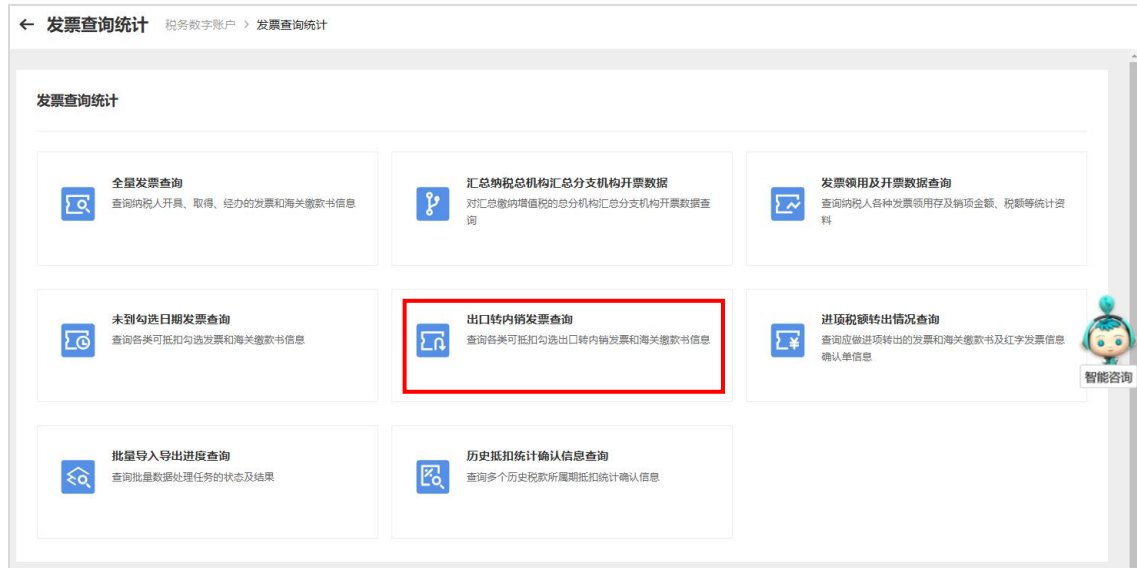 发票查询统计 税务数字账户 > 发票查询统计
发票查询统计
全量发票查询
查询纳税人开具、取得、经办的发票和海关缴款书信息
汇总纳税总机构汇总分支机构开票数据
对汇总缴纳增值税的总分机构汇总分支机构开票数据查
询
发票领用及开票数据查询
查询纳税人各种发票领用存及销项金额、税额等统计资
料
未到勾选日期发票查询
查询各类可抵扣勾选发票和海关缴款书信息
出口转内销发票查询
查询各类可抵扣勾选出口转内销发票和海关缴款书信息
进项税额转出情况查询
查询应做进项转出的发票和海关缴款书及红字发票信息
确认单信息
智能咨询
批量导入导出进度查询
查询批量数据处理任务的状态及结果
历史抵扣统计确认信息查询
查询多个历史税款所属期抵扣统计确认信息